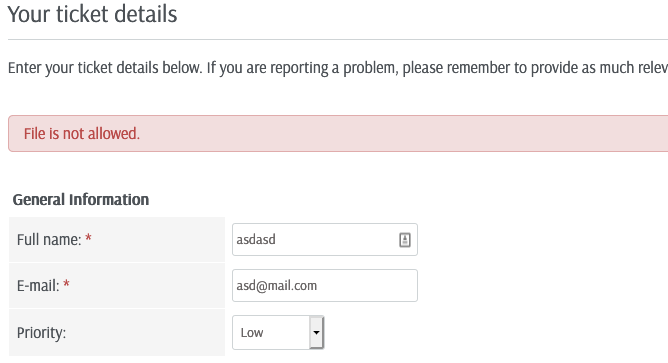 Your ticket details
Enter your ticket details below. If you are reporting a problem, please remember to provide as much
File is not allowed.
General Information
Full name: * asdasd
E-mail: * asd@mail.com
Priority: Low